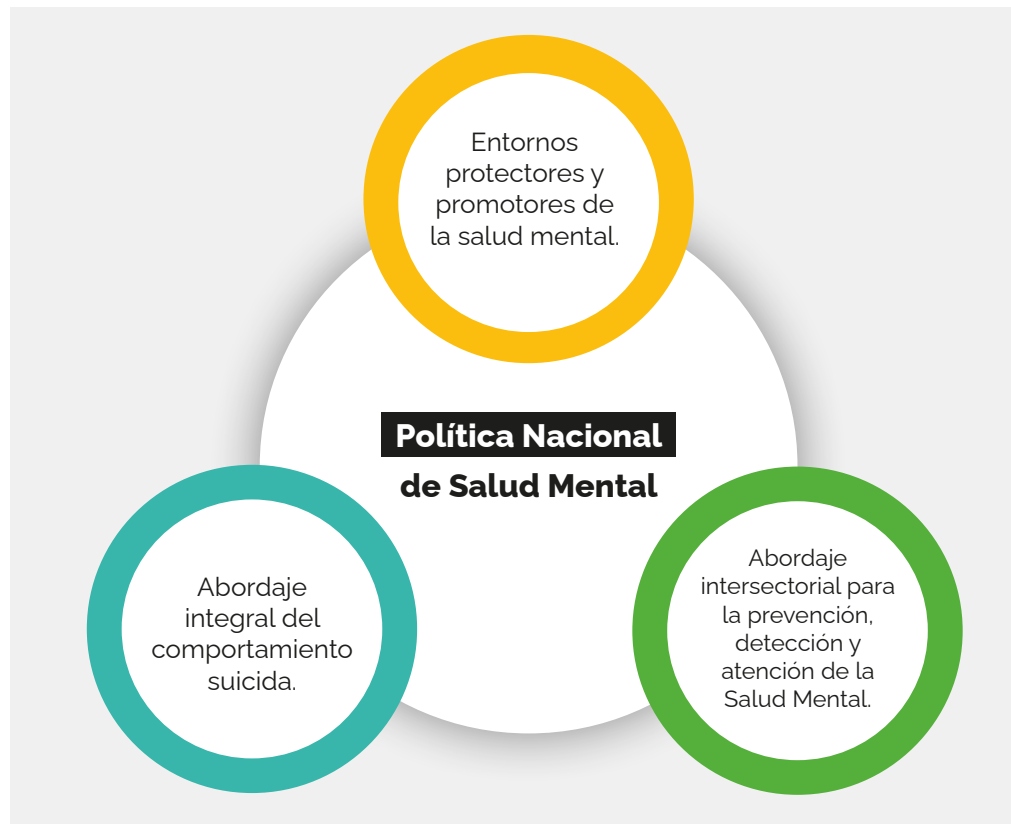 Entornos
protectores y
promotores de
la salud mental.
Política Nacional
de Salud Mental
Abordaje
integral del
comportamiento
suicida.
Abordaje
intersectorial para
la prevención,
detección y
atención de la
Salud Mental.